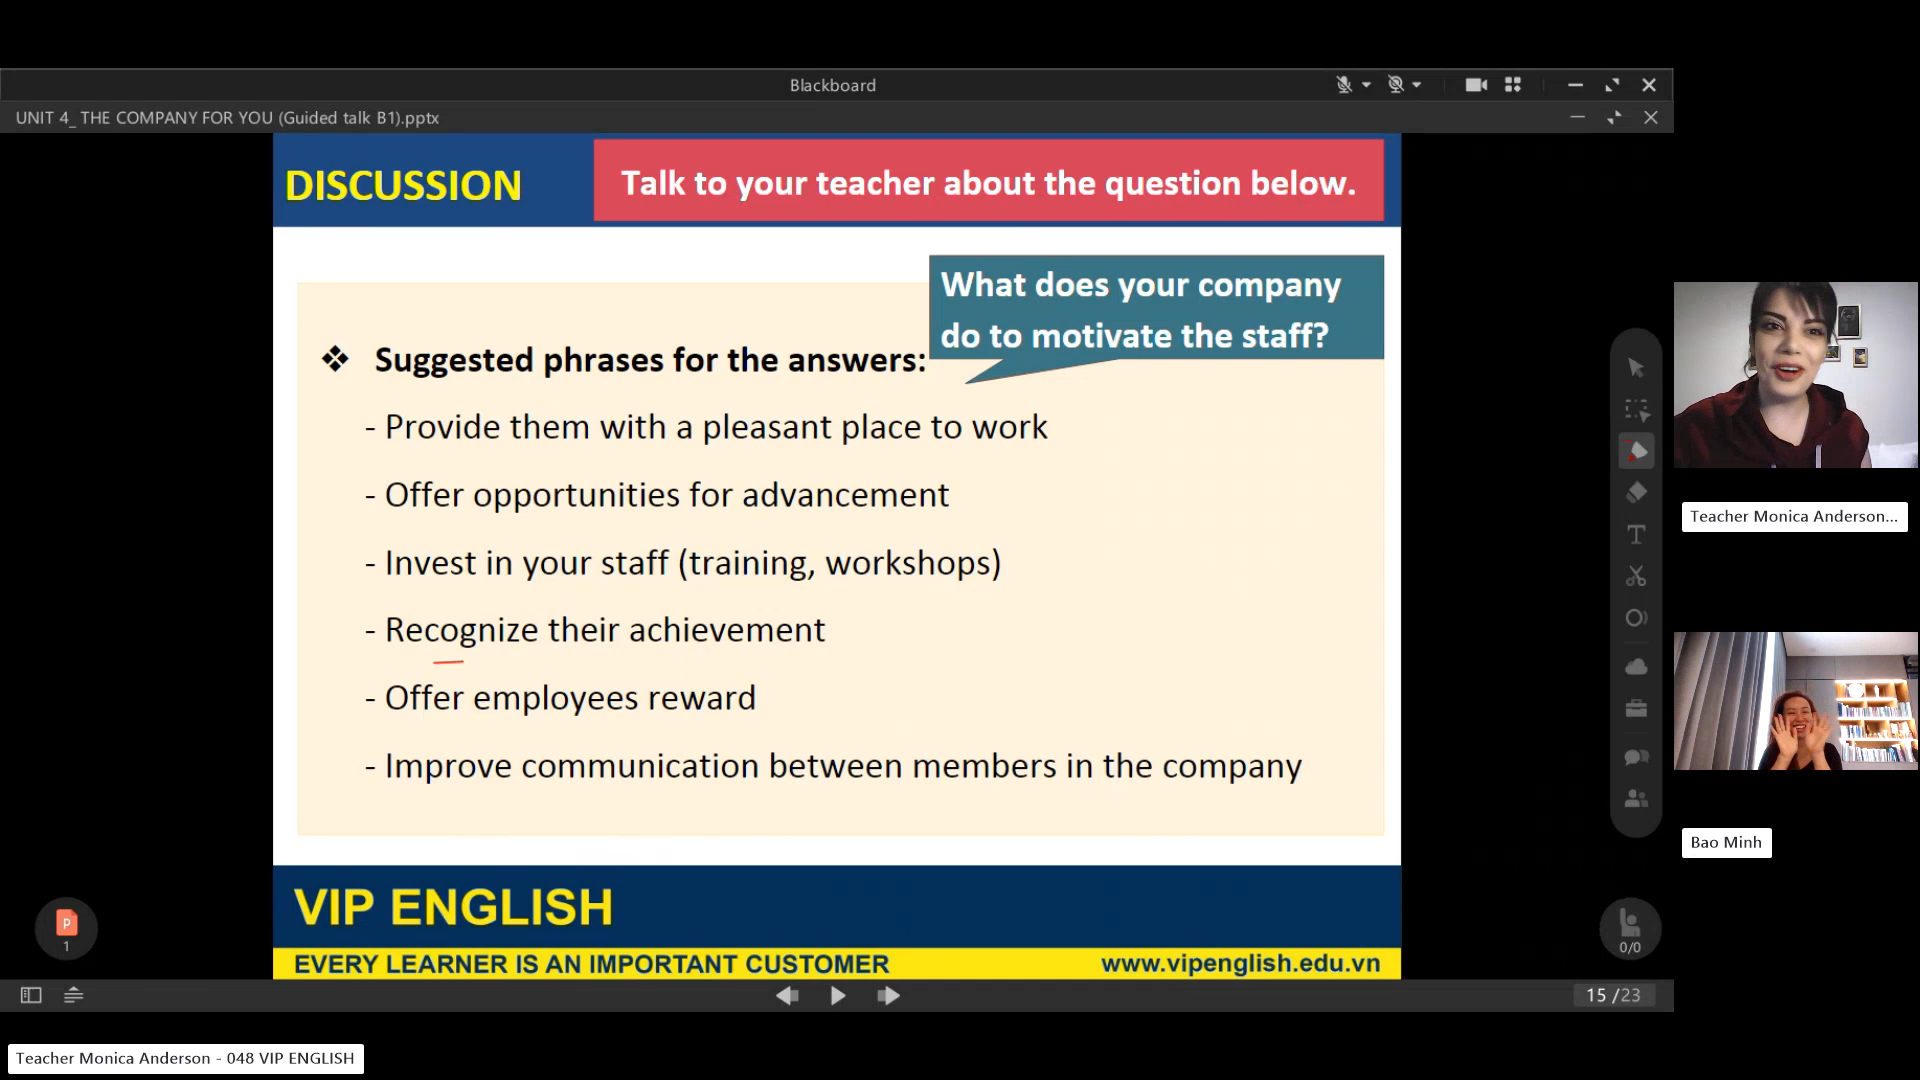 Blackboard
UNIT 4_ THE COMPANY FOR YOU (Guided talk B1).pptx
DISCUSSION
Talk to your teacher about the question below.
What does your company
do to motivate the staff?
❖ Suggested phrases for the answers:
- Provide them with a pleasant place to work
- Offer opportunities for advancement
- Invest in your staff (training, workshops)
- Recognize their achievement
- Offer employees reward
- Improve communication between members in the company
VIP ENGLISH
EVERY LEARNER IS AN IMPORTANT CUSTOMER
www.vipenglish.edu.vn
P
1
T
0/0
15 /23
Teacher Monica Anderson...
Bao Minh
Teacher Monica Anderson - 048 VIP ENGLISH